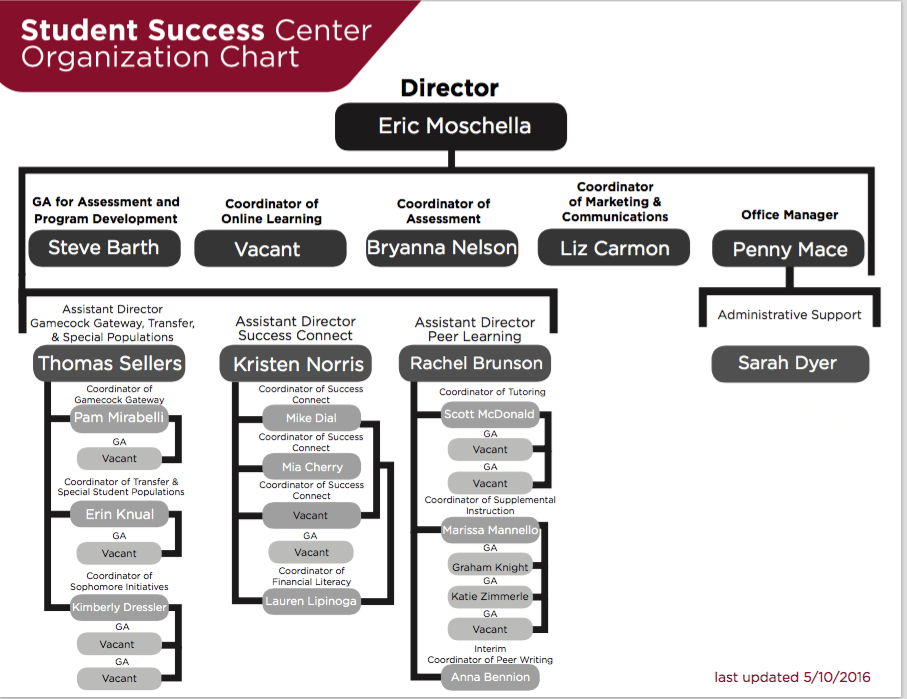 Student Success Center
Organization Chart
Director
Eric Moschella
GA for Assessment and
Program Development
Steve Barth
Coordinator of
Online Learning
Vacant
Coordinator of
Assessment
Bryanna Nelson
Coordinator
of Marketing &
Communications
Liz Carmon
Office Manager
Penny Mace
Administrative Support
Sarah Dyer
Assistant Director
Gamecock Gateway, Transfer,
& Special Populations
Thomas Sellers
Coordinator of
Gamecock Gateway
Pam Mirabelli
GA
Vacant
Coordinator of Transfer &
Special Student Populations
Erin Knual
GA
Vacant
Coordinator of
Sophomore Initiatives
Kimberly Dressler
GA
Vacant
GA
Vacant
Assistant Director
Success Connect
Kristen Norris
Coordinator of Success
Connect
Mike Dial
Coordinator of Success
Connect
Mia Cherry
Coordinator of Success
Connect
Vacant
GA
Vacant
Coordinator of
Financial Literacy
Lauren Lipinoga
Assistant Director
Peer Learning
Rachel Brunson
Coordinator of Tutoring
Scott McDonald
GA
Vacant
GA
Vacant
Coordinator of Supplemental
Instruction
Marissa Mannello
GA
Graham Knight
GA
Katie Zimmerle
GA
Vacant
Interim
Coordinator of Peer Writing
Anna Bennion
last updated 5/10/2016